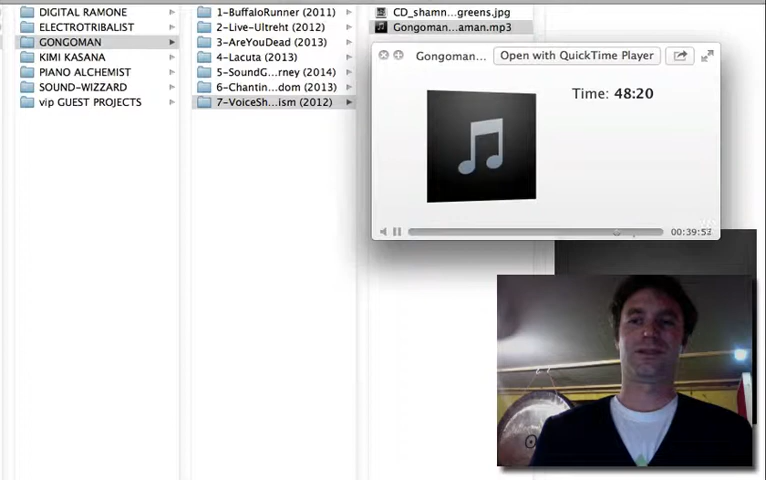 DIGITAL RAMONE
ELECTROTRIBALIST
GONGOMAN
KIMI KASANA
PIANO ALCHEMIST
SOUND-WIZZARD
vip GUEST PROJECTS
1-BuffaloRunner (2011)
2-Live-Ultreht (2012)
3-AreYouDead (2013)
4-Lacuta (2013)
5-SoundG...rney (2014)
6-Chantin...dom (2013)
7-VoiceSh...ism (2012)
CD_shamn...greens.jpg
Gongoman...aman.mp3
Gongoman...
Open with QuickTime Player
Time: 48:20
00:39:53